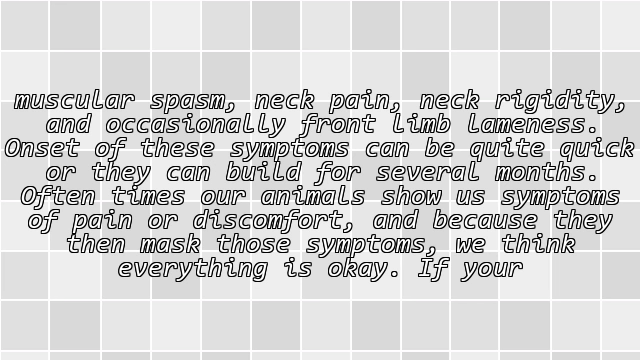 muscular spasm, neck pain, neck rigidity,
and occasionally front limb lameness.
Onset of these symptoms can be quite quick
or they can build for several months.
Often times our animals show us symptoms
of pain or discomfort, and because they
then mask those symptoms, we think
everything is okay. If your